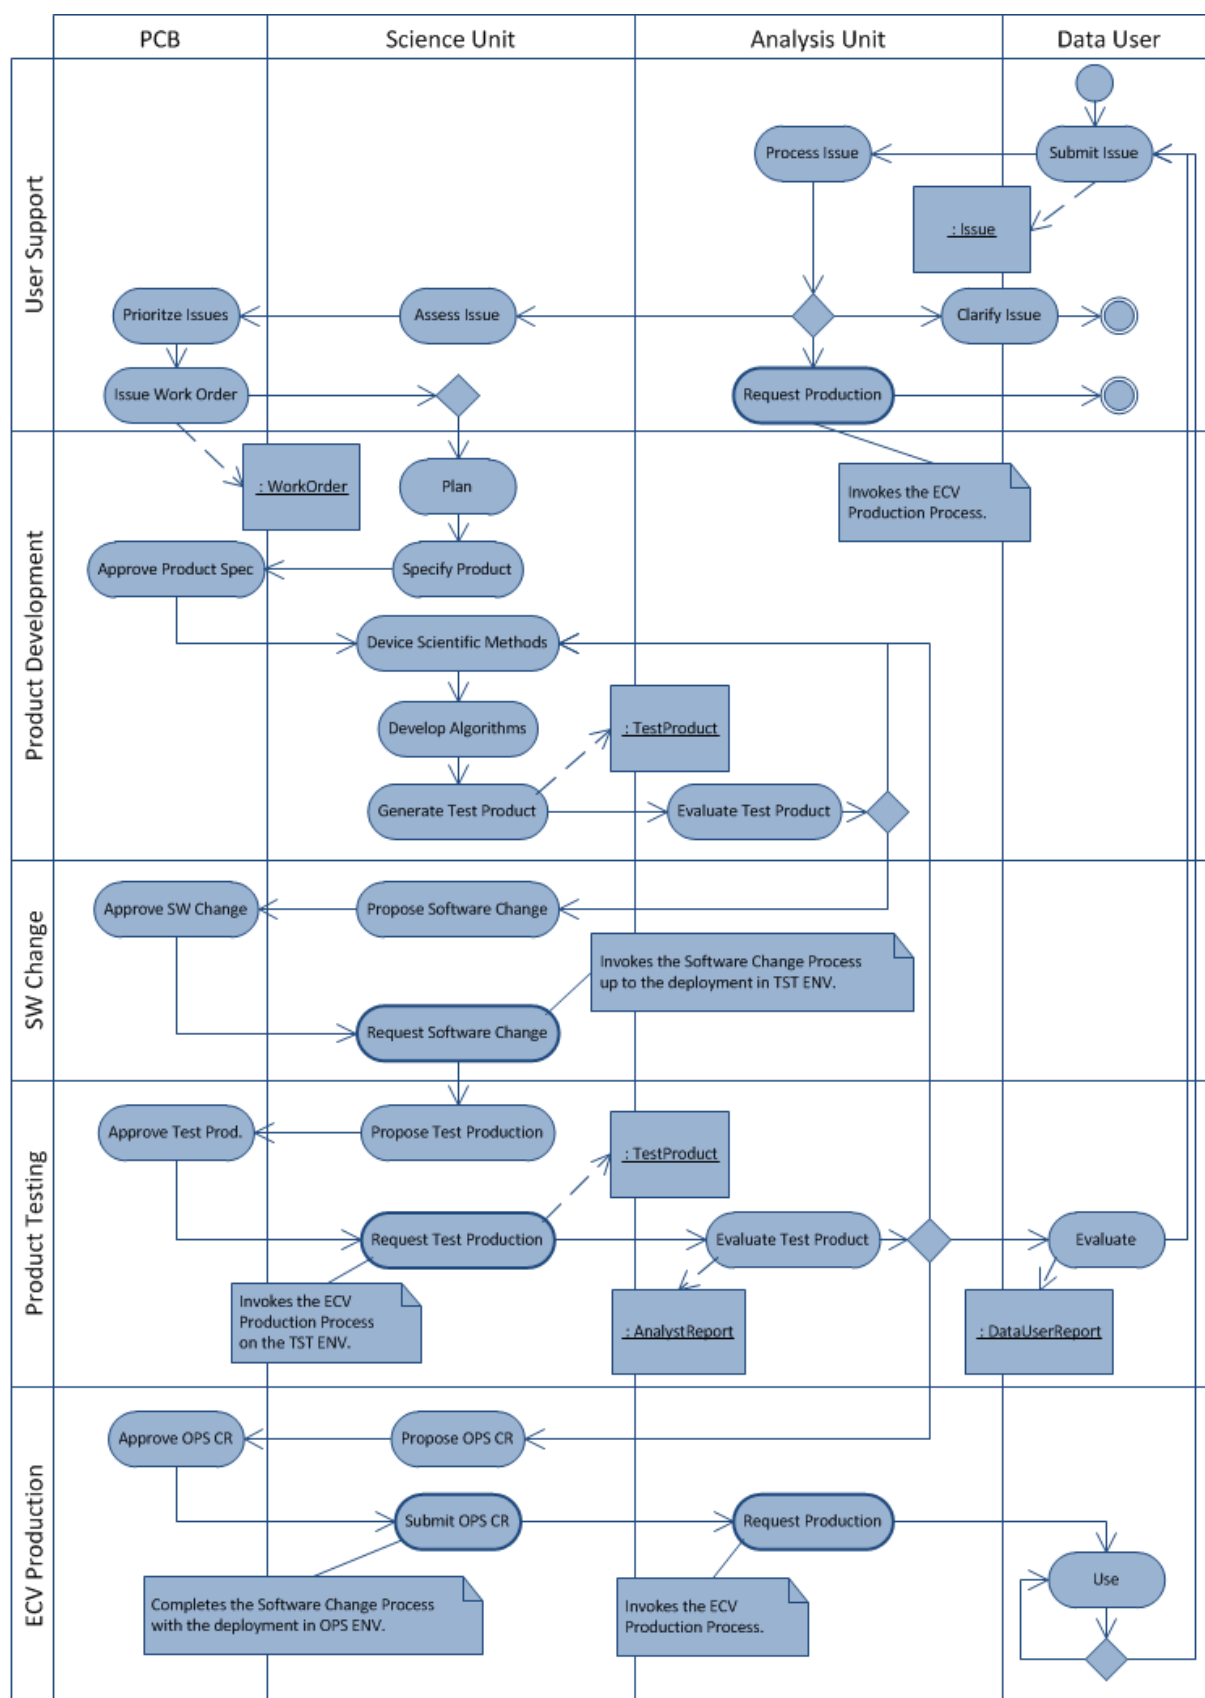 PCB
Science Unit
Analysis Unit
Data User
User Support
Process Issue
Submit Issue
: Issue
Prioritze Issues
Assess Issue
Clarify Issue
Issue Work Order
Request Production
Product Development
: WorkOrder
Plan
Invokes the ECV
Production Process.
Approve Product Spec
Specify Product
Device Scientific Methods
Develop Algorithms
: TestProduct
Generate Test Product
Evaluate Test Product
SW Change
Approve SW Change
Propose Software Change
Invokes the Software Change Process
up to the deployment in TST ENV.
Request Software Change
Product Testing
Approve Test Prod.
Propose Test Production
: TestProduct
Request Test Production
Evaluate Test Product
Evaluate
Invokes the ECV
Production Process
on the TST ENV.
: AnalystReport
: DataUserReport
ECV Production
Approve OPS CR
Propose OPS CR
Submit OPS CR
Request Production
Use
Completes the Software Change Process
with the deployment in OPS ENV.
Invokes the ECV
Production Process.